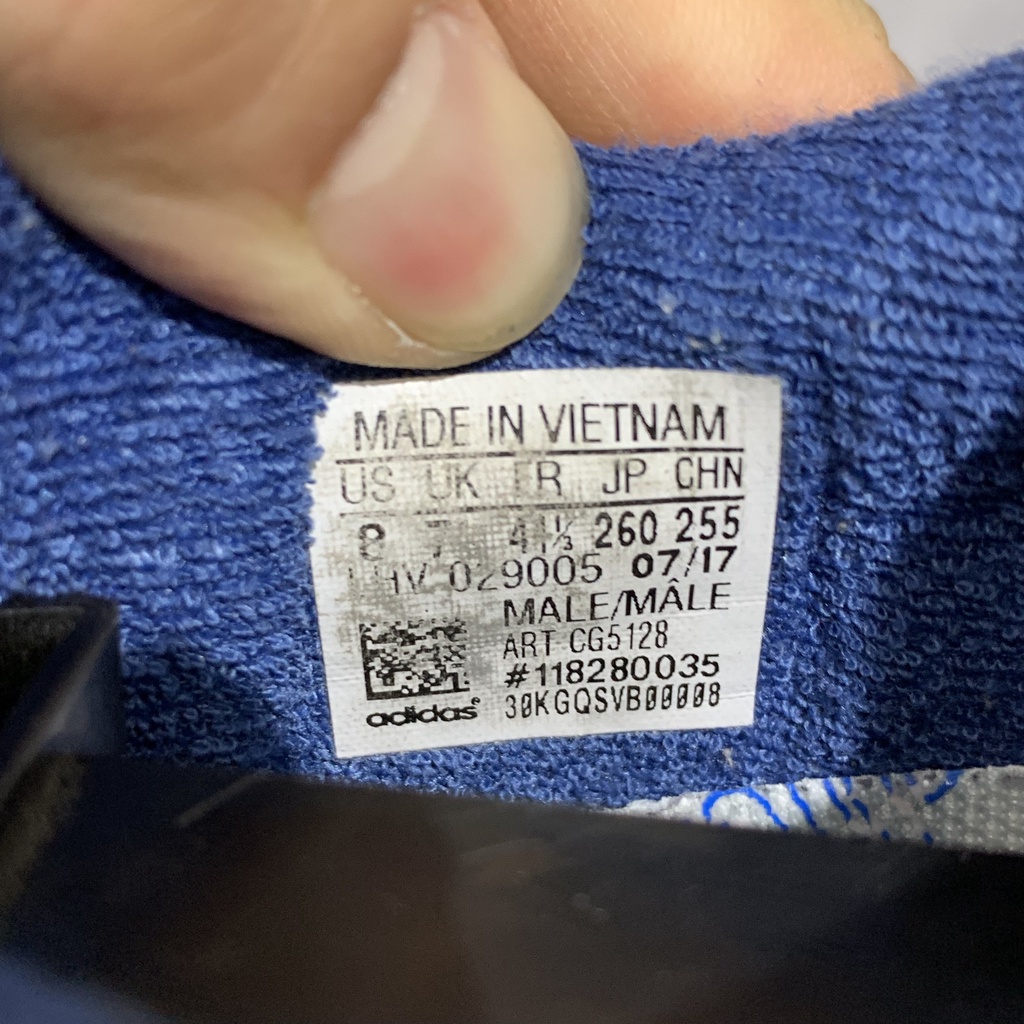 MADE IN VIETNAM
US UK FR JP CHN
8 7 41⅓ 260 255
029005 07/17
MALE/MÂLE
ART CG5128
#118280035
adidas 30KGQSVB00008